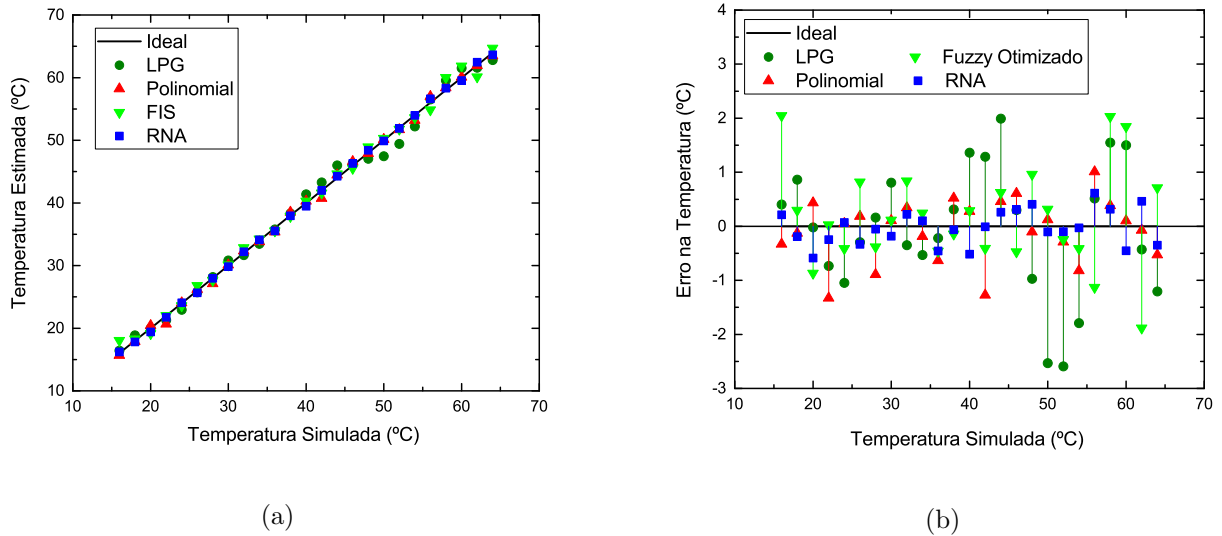 70
60
50
40
30
20
10
10
20
30
40
50
60
70
Temperatura Estimada (ºC)
Temperatura Simulada (ºC)
Ideal
LPG
Polinomial
FIS
RNA
(a)
4
3
2
1
0
-1
-2
-3
10
20
30
40
50
60
70
Erro na Temperatura (ºC)
Temperatura Simulada (ºC)
Ideal
LPG
Polinomial
Fuzzy Otimizado
RNA
(b)